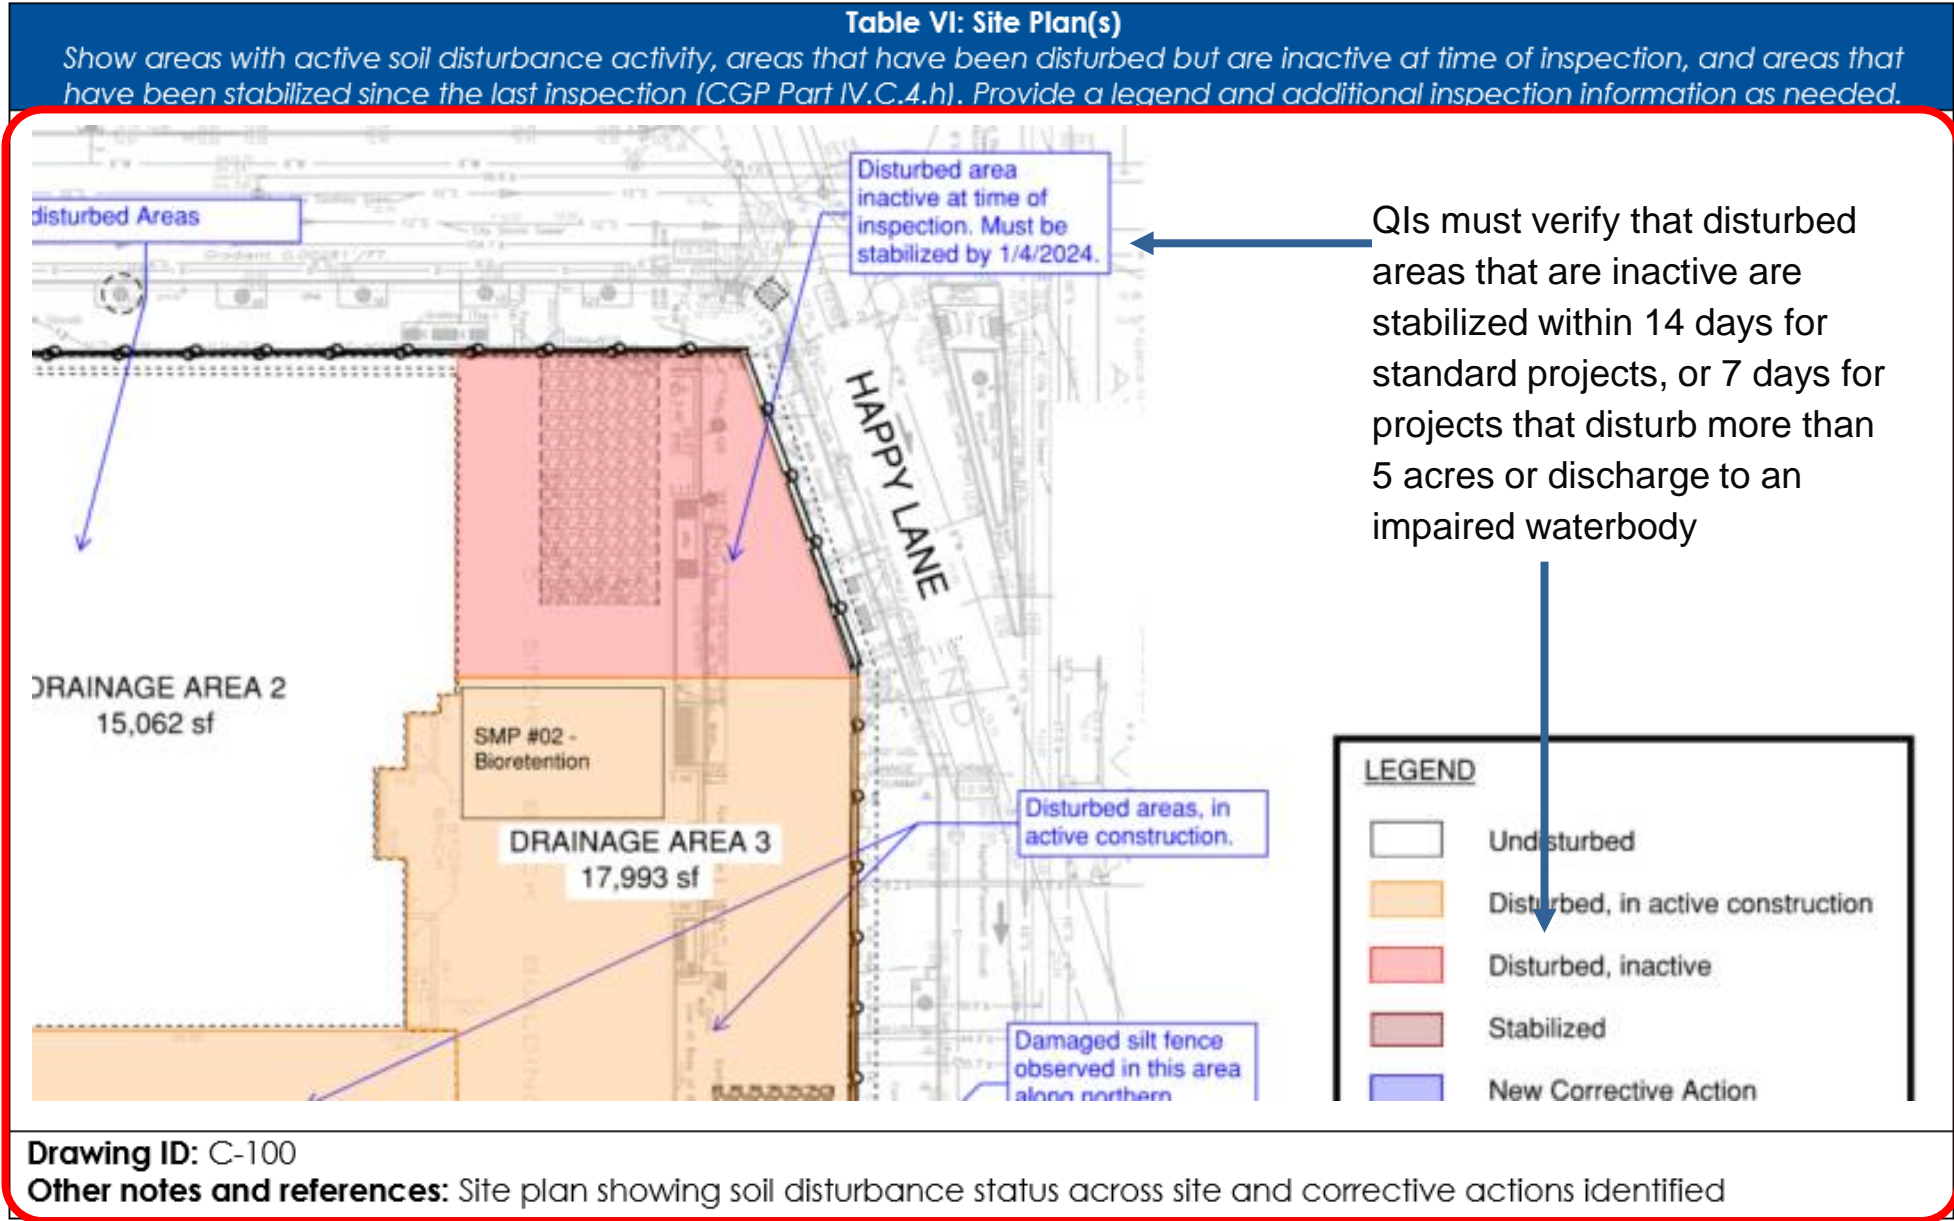 Table VI: Site Plan(s)
Show areas with active soil disturbance activity, areas that have been disturbed but are inactive at time of inspection, and areas that
have been stabilized since the last inspection (CGP Part IV.C.4.h). Provide a legend and additional inspection information as needed.
disturbed Areas
Disturbed area
inactive at time of
inspection. Must be
stabilized by 1/4/2024.
QIs must verify that disturbed
areas that are inactive are
stabilized within 14 days for
standard projects, or 7 days for
projects that disturb more than
5 acres or discharge to an
impaired waterbody
HAPPY LANE
DRAINAGE AREA 2
15,062 sf
SMP #02 -
Bioretention
DRAINAGE AREA 3
17,993 sf
Disturbed areas, in
active construction.
Damaged silt fence
observed in this area
along northern
LEGEND
Undisturbed
Disturbed, in active construction
Disturbed, inactive
Stabilized
New Corrective Action
Drawing ID: C-100
Other notes and references: Site plan showing soil disturbance status across site and corrective actions identified